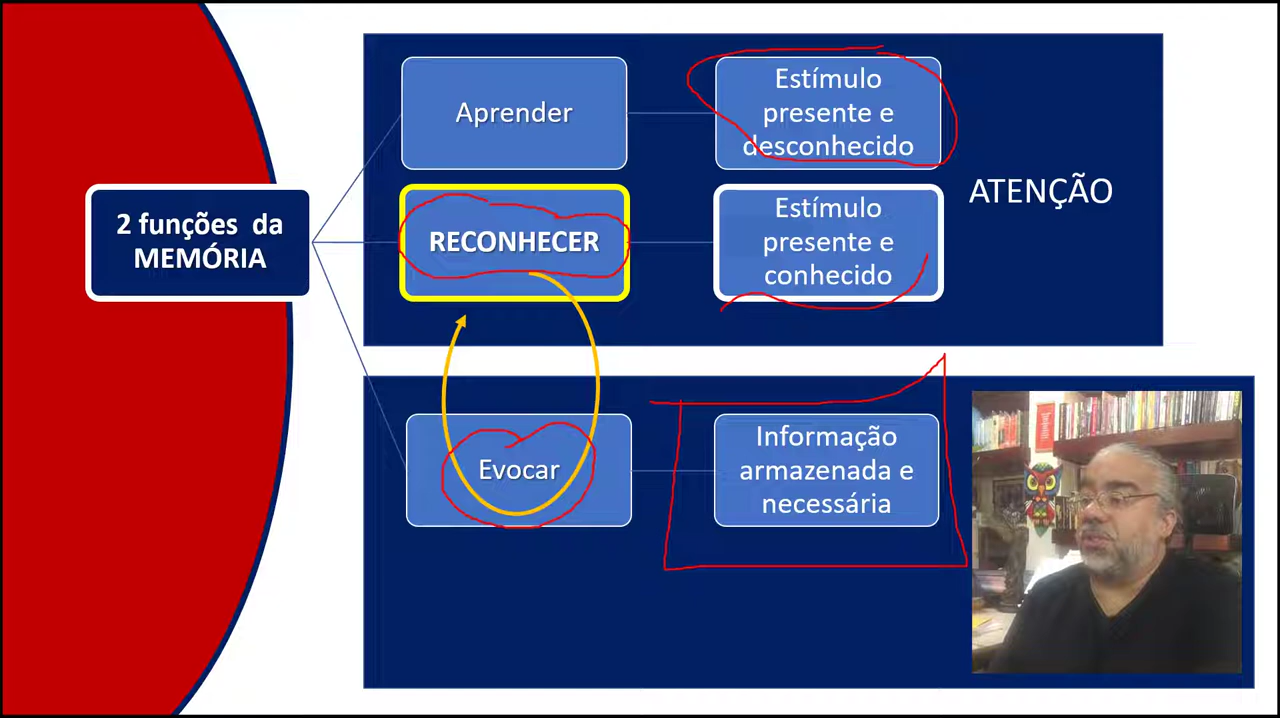 2 funções da
MEMÓRIA
Aprender
Estímulo
presente e
desconhecido
RECONHECER
Estímulo
presente e
conhecido
ATENÇÃO
Evocar
Informação
armazenada e
necessária